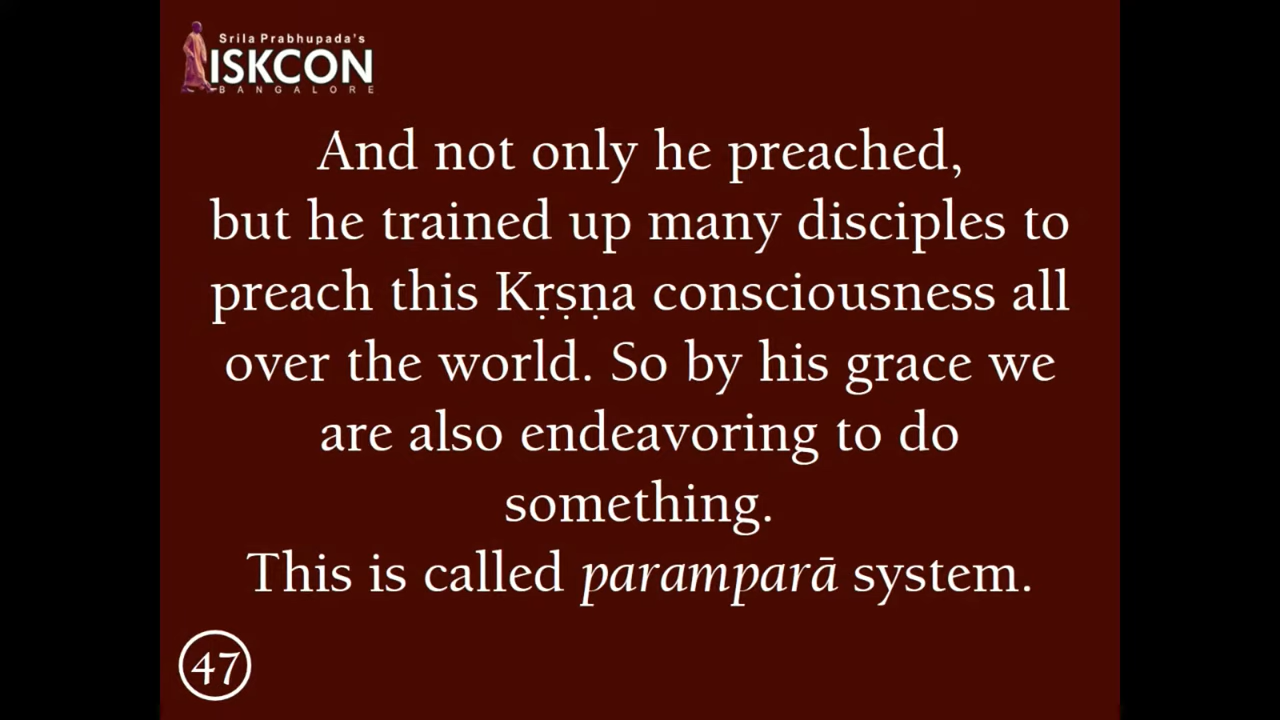 Srila Prabhupada's
ISKCON
BANGALORE
And not only he preached,
but he trained up many disciples to
preach this Kṛṣṇa consciousness all
over the world. So by his grace we
are also endeavoring to do
something.
This is called paramparā system.
47